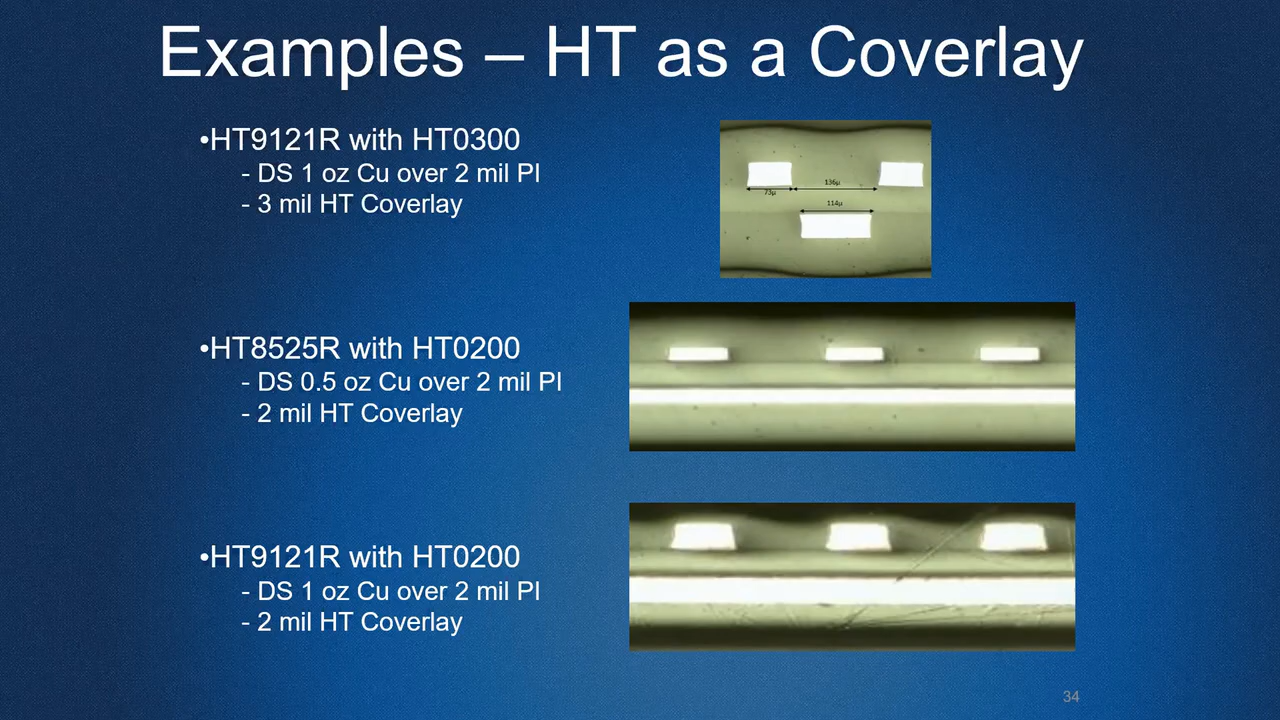 Examples – HT as a Coverlay
•HT9121R with HT0300
- DS 1 oz Cu over 2 mil PI
- 3 mil HT Coverlay
73µ
136µ
114µ
•HT8525R with HT0200
- DS 0.5 oz Cu over 2 mil PI
- 2 mil HT Coverlay
•HT9121R with HT0200
- DS 1 oz Cu over 2 mil PI
- 2 mil HT Coverlay
34